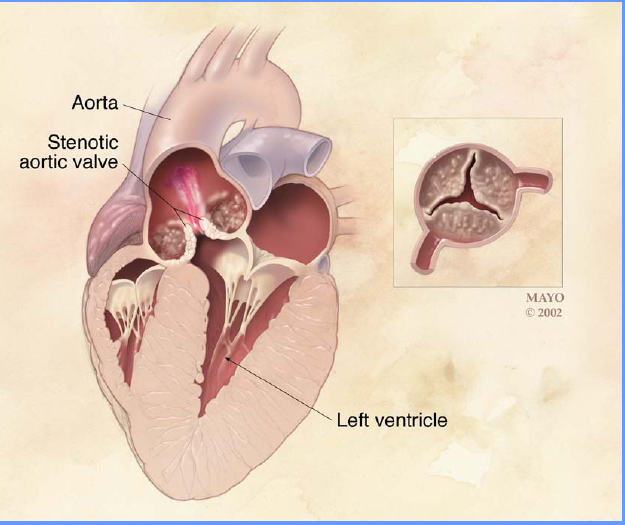 Aorta
Stenotic
aortic valve
MAYO
© 2002
Left ventricle